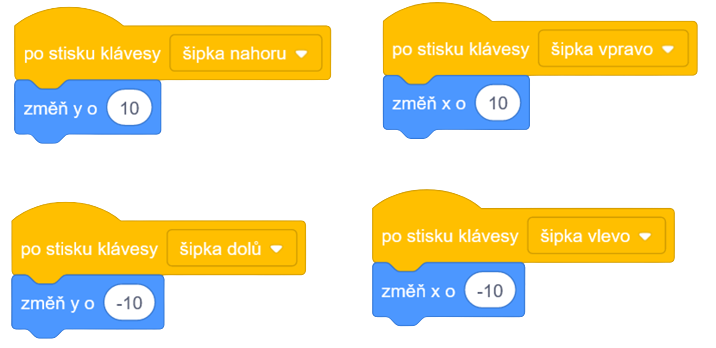 po stisku klávesy šipka nahoru
změň y o 10
po stisku klávesy šipka vpravo
změň x o 10
po stisku klávesy šipka dolů
změň y o -10
po stisku klávesy šipka vlevo
změň x o -10